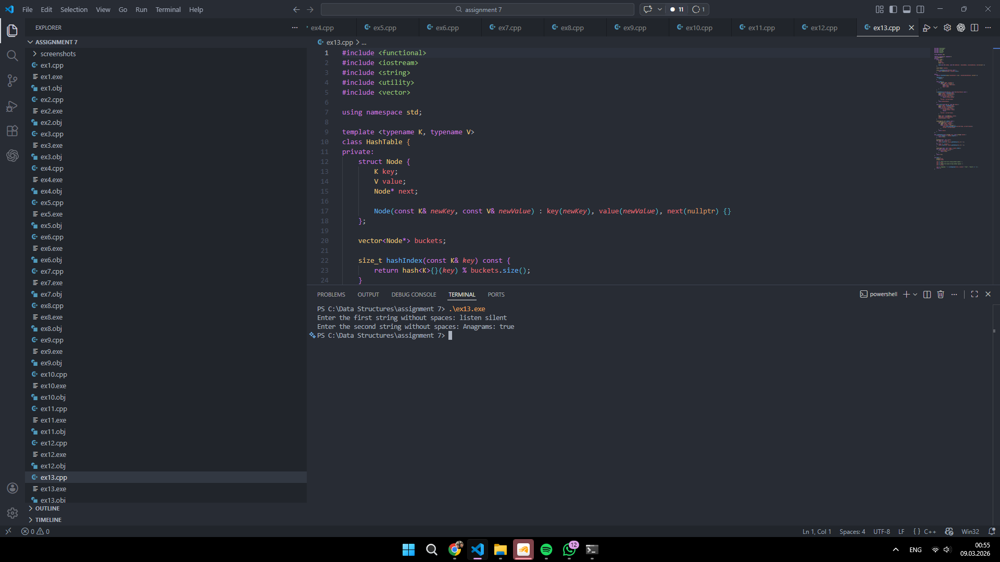 File Edit Selection View Go Run Terminal Help
assignment 7
11
1
EXPLORER
ex4.cpp
ex5.cpp
ex6.cpp
ex7.cpp
ex8.cpp
ex9.cpp
ex10.cpp
ex11.cpp
ex12.cpp
ex13.cpp
ASSIGNMENT 7
screenshots
ex1.cpp
ex1.exe
ex1.obj
ex2.cpp
ex2.exe
ex2.obj
ex3.cpp
ex3.exe
ex3.obj
ex4.cpp
ex4.exe
ex4.obj
ex5.cpp
ex5.exe
ex5.obj
ex6.cpp
ex6.exe
ex6.obj
ex7.cpp
ex7.exe
ex7.obj
ex8.cpp
ex8.exe
ex8.obj
ex9.cpp
ex9.exe
ex9.obj
ex10.cpp
ex10.exe
ex10.obj
ex11.cpp
ex11.exe
ex11.obj
ex12.cpp
ex12.exe
ex12.obj
ex13.cpp
ex13.exe
ex13.obj
OUTLINE
TIMELINE
ex13.cpp > ...
1 #include <functional>
2 #include <iostream>
3 #include <string>
4 #include <utility>
5 #include <vector>
6
7 using namespace std;
8
9 template <typename K, typename V>
10 class HashTable {
11 private:
12 struct Node {
13 K key;
14 V value;
15 Node* next;
16
17 Node(const K& newKey, const V& newValue) : key(newKey), value(newValue), next(nullptr) {}
18 };
19
20 vector<Node*> buckets;
21
22 size_t hashIndex(const K& key) const {
23 return hash<K>{}(key) % buckets.size();
24 }
PROBLEMS OUTPUT DEBUG CONSOLE TERMINAL PORTS
powershell
PS C:\Data Structures\assignment 7> .\ex13.exe
Enter the first string without spaces: listen silent
Enter the second string without spaces: Anagrams: true
PS C:\Data Structures\assignment 7>
0 0
Ln 1, Col 1 Spaces: 4 UTF-8 LF {} C++ Win32
12
ENG
00:55
09.03.2026